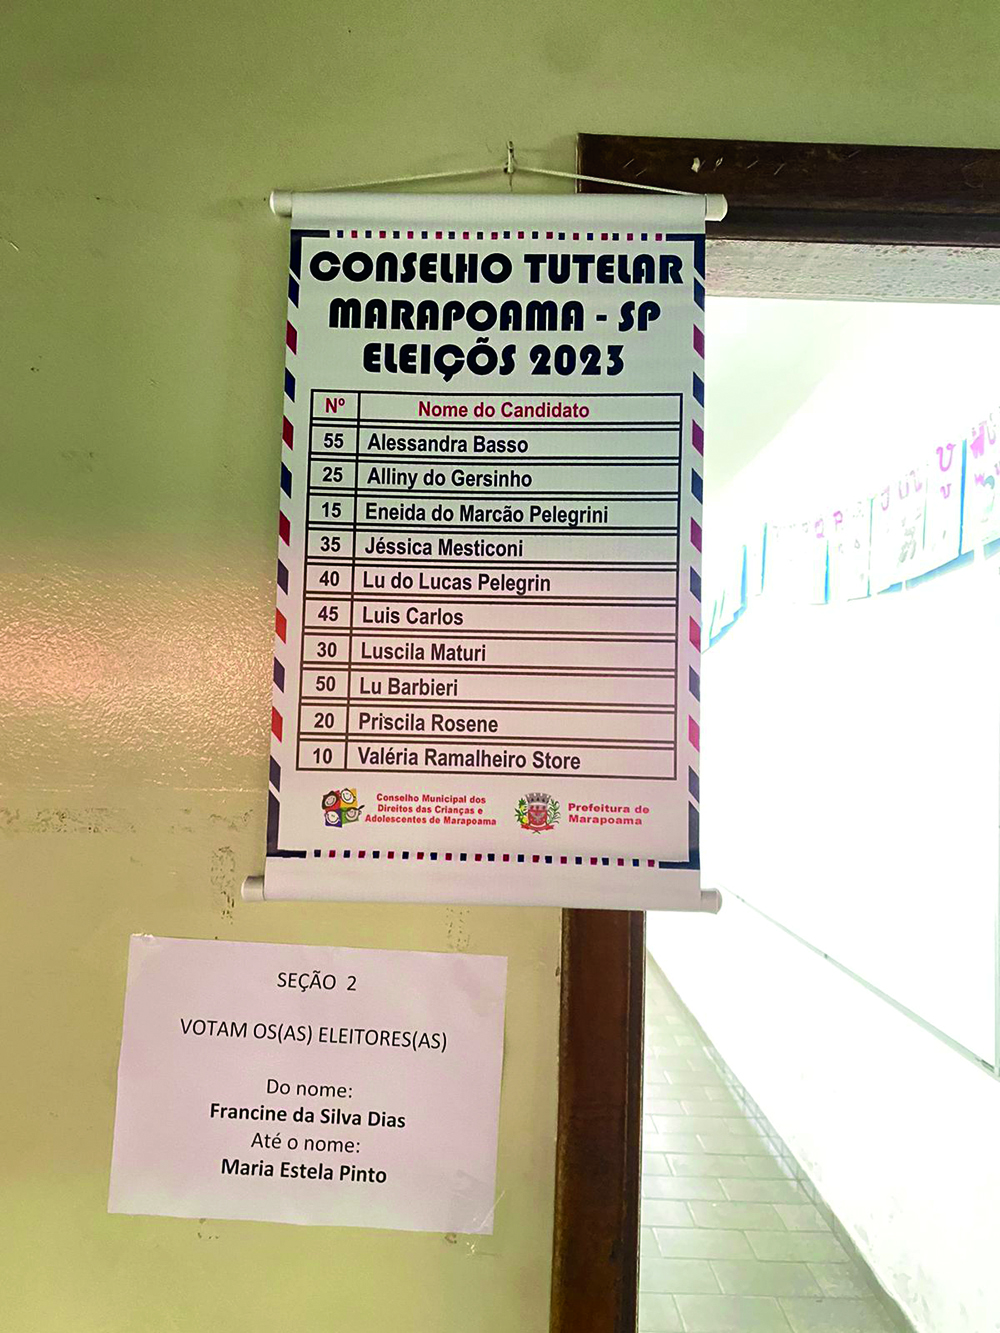 CONSELHO TUTELAR
MARAPOAMA - SP
ELEIÇÕS 2023
Nº Nome do Candidato
55 Alessandra Basso
25 Alliny do Gersinho
15 Eneida do Marcão Pelegrini
35 Jéssica Mesticoni
40 Lu do Lucas Pelegrin
45 Luis Carlos
30 Luscila Maturi
50 Lu Barbieri
20 Priscila Rosene
10 Valéria Ramalheiro Store
Conselho Municipal dos
Direitos das Crianças e
Adolescentes de Marapoama
Prefeitura de
Marapoama
SEÇÃO 2
VOTAM OS(AS) ELEITORES(AS)
Do nome:
Francine da Silva Dias
Até o nome:
Maria Estela Pinto